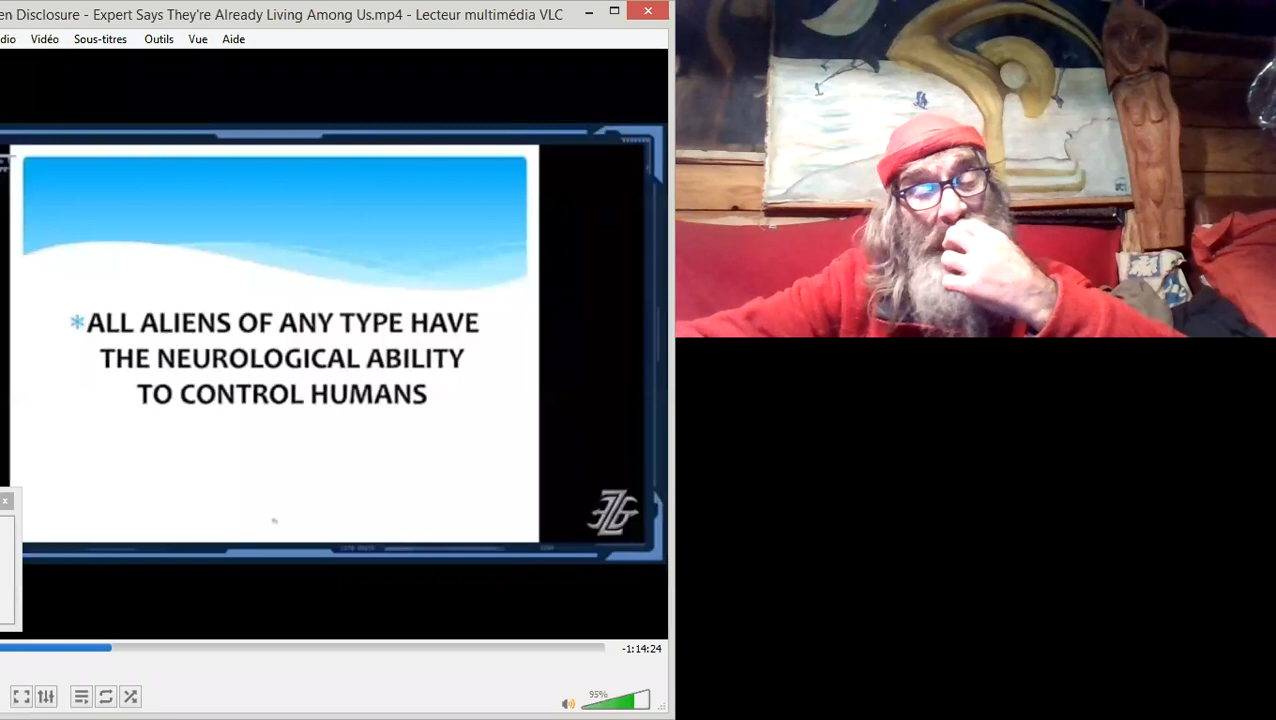 en Disclosure - Expert Says They're Already Living Among Us.mp4 - Lecteur multimédia VLC
dio Vidéo Sous-titres Outils Vue Aide
*ALL ALIENS OF ANY TYPE HAVE
THE NEUROLOGICAL ABILITY
TO CONTROL HUMANS
-1:14:24
95%